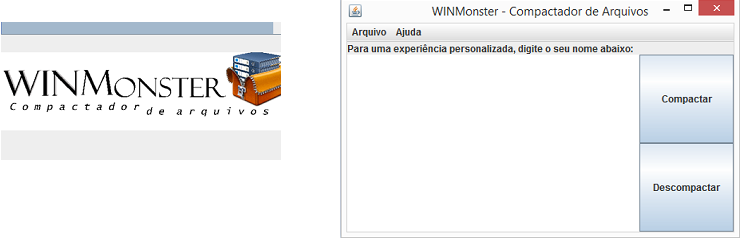 WINMONSTER
Compactador de arquivos
WINMonster - Compactador de Arquivos
Arquivo Ajuda
Para uma experiência personalizada, digite o seu nome abaixo:
Compactar
Descompactar